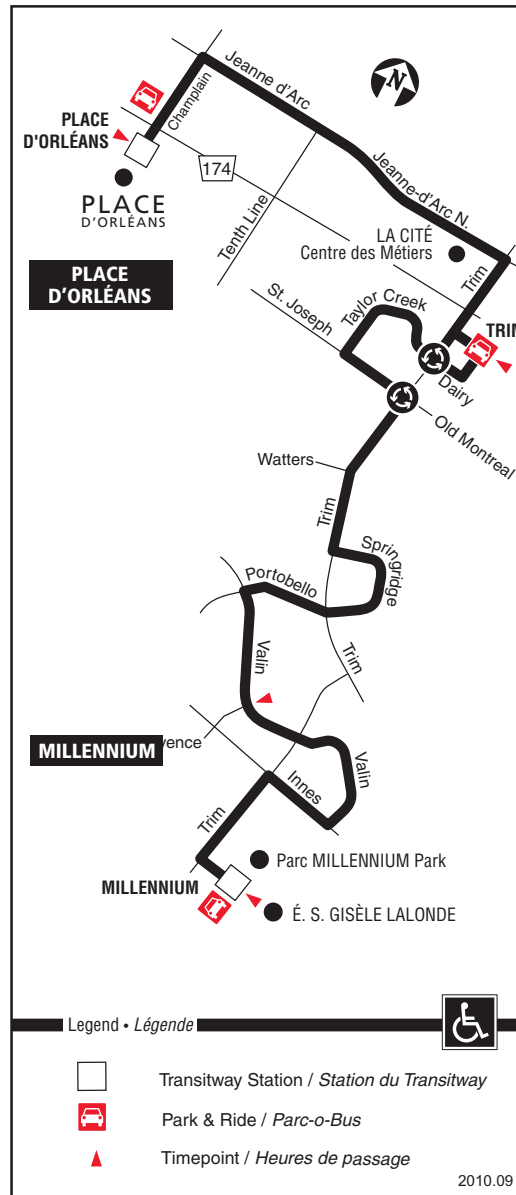 Jeanne d'Arc
N
Champlain
PLACE
D'ORLÉANS
174
Jeanne-d'Arc N.
PLACE
D'ORLÉANS
Tenth Line
LA CITÉ
Centre des Métiers
Trim
PLACE
D'ORLÉANS
St. Joseph
Taylor Creek
Dairy
Old Montreal
Watters
Trim
Springridge
Portobello
Trim
Valin
MILLENNIUM
Valin
Innes
Trim
Parc MILLENNIUM Park
MILLENNIUM
É. S. GISÈLE LALONDE
Legend • Légende
Transitway Station / Station du Transitway
Park & Ride / Parc-o-Bus
Timepoint / Heures de passage
2010.09